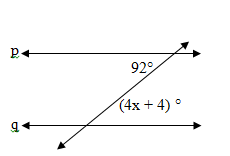 p
92°
(4x + 4) °
q